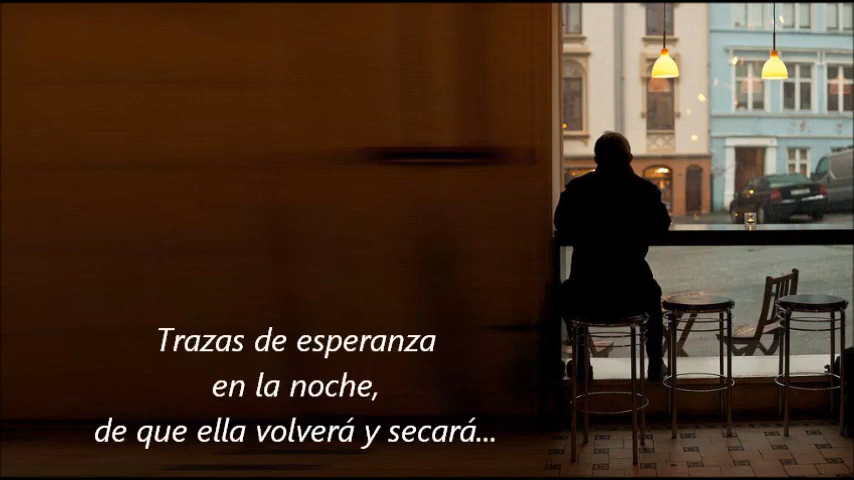 Trazas de esperanza
en la noche,
de que ella volverá y secará...